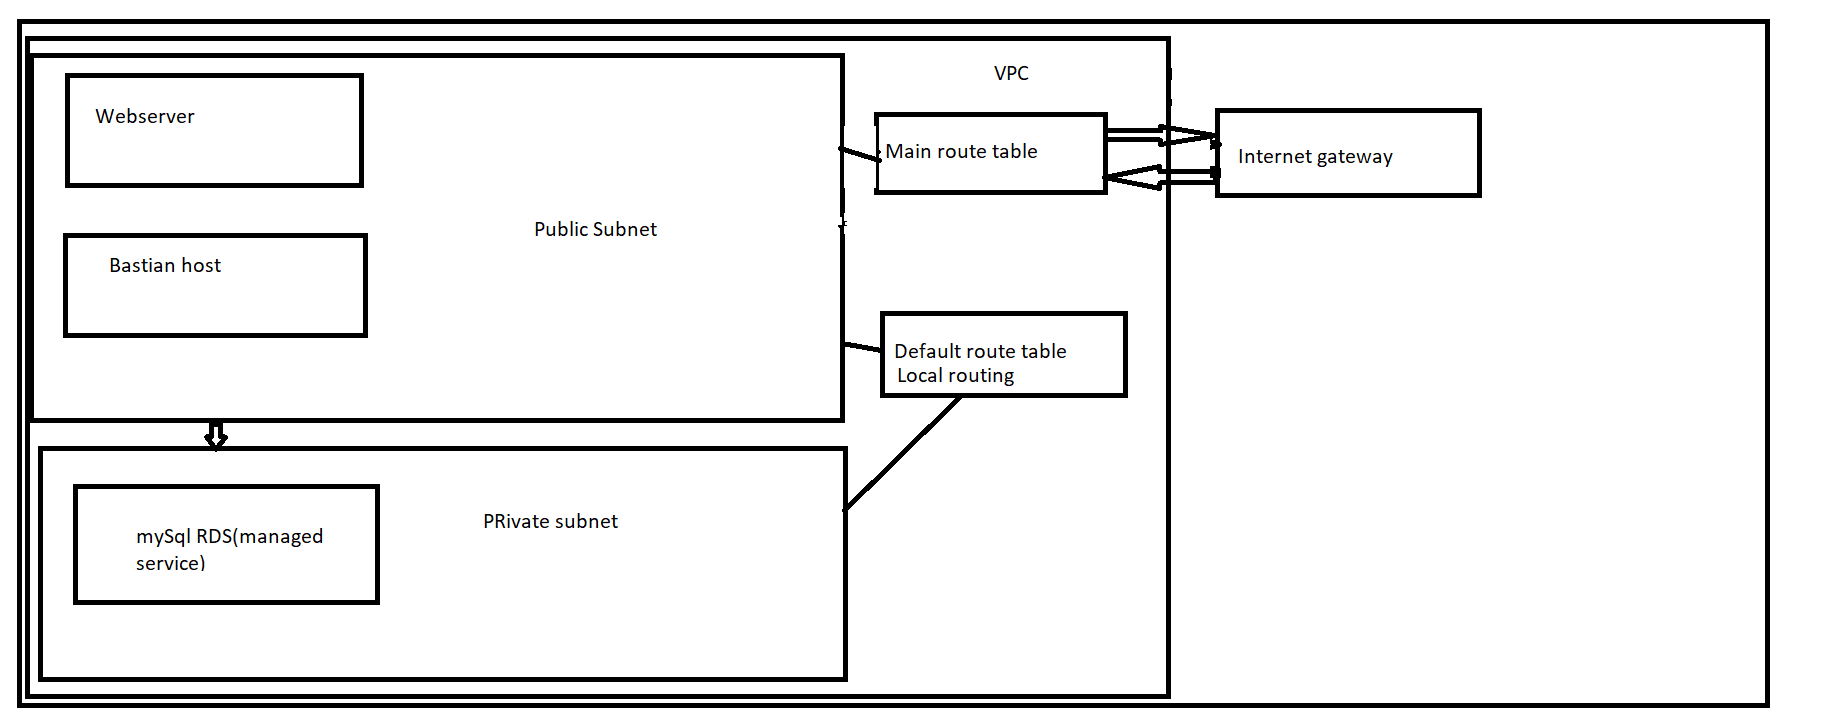 VPC
Webserver
Main route table
Internet gateway
Public Subnet
Bastian host
Default route table
Local routing
PRivate subnet
mySql RDS(managed
service)